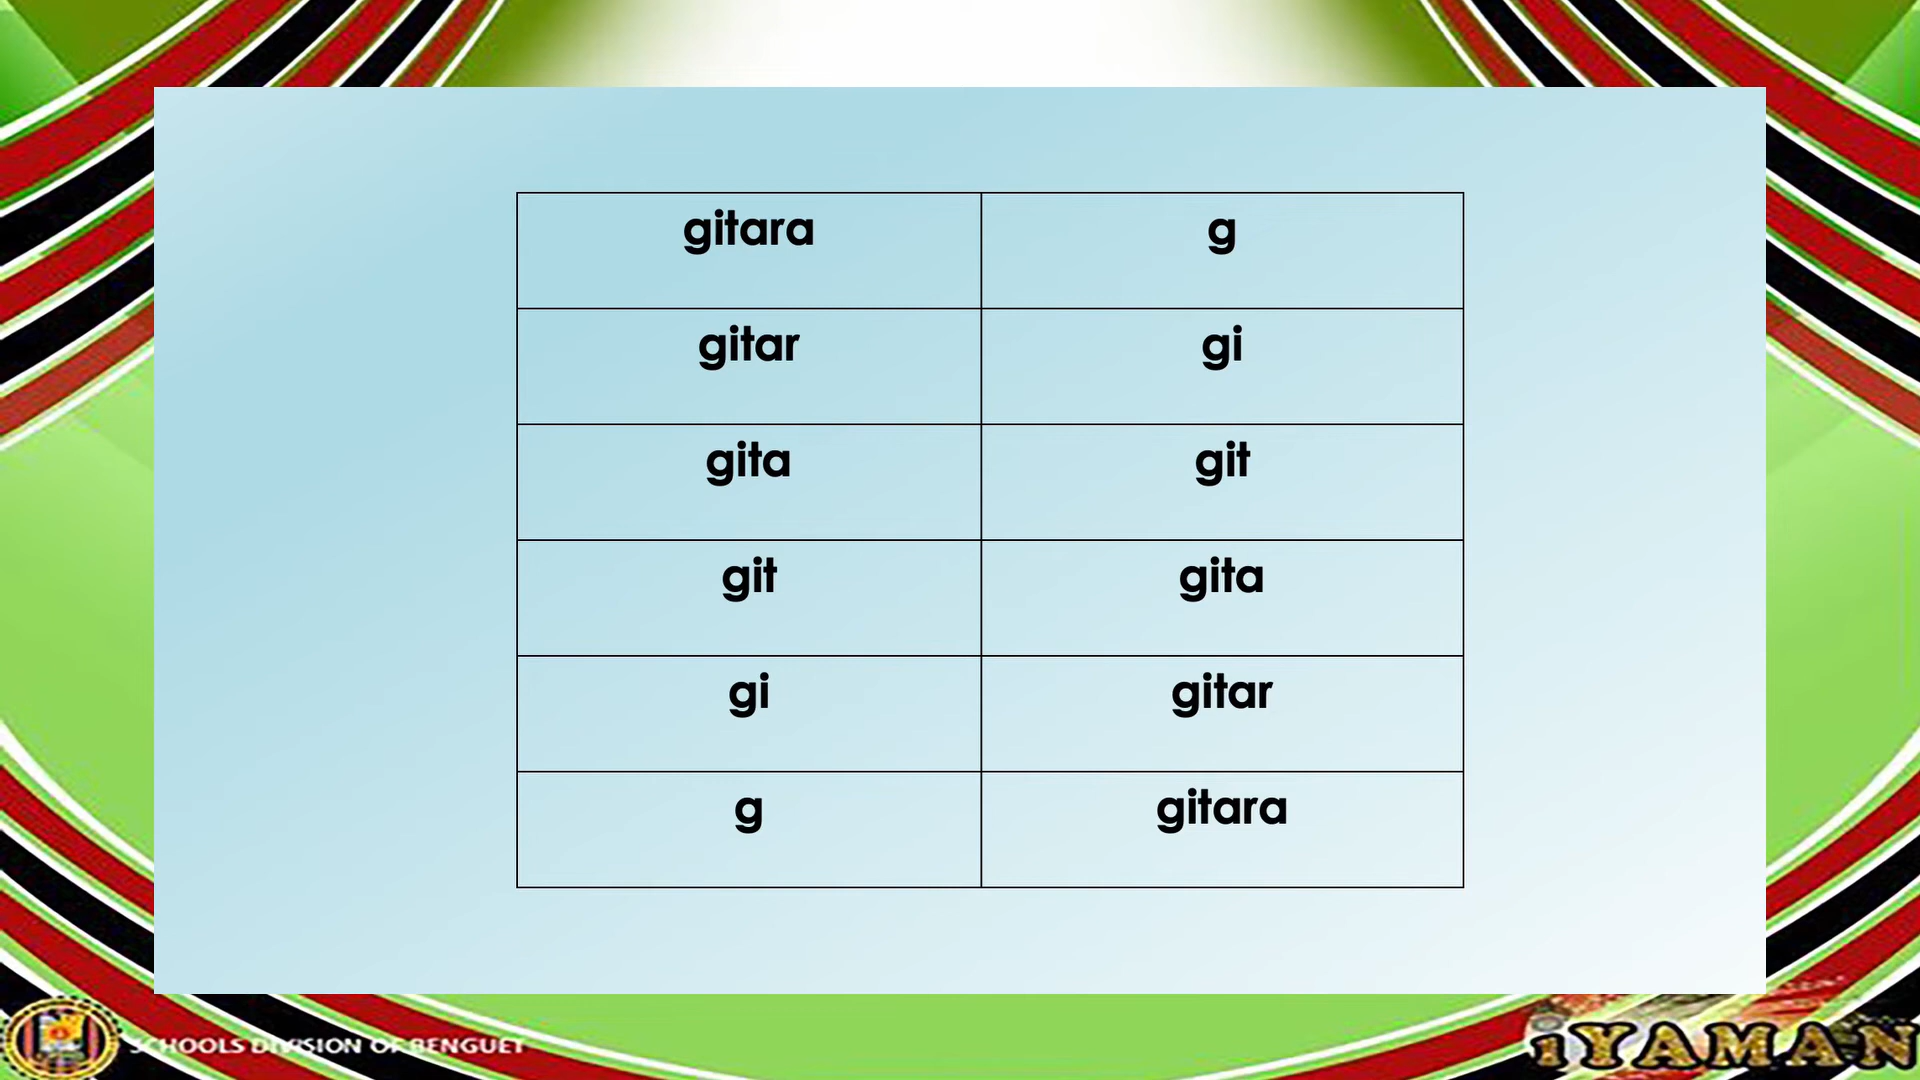 gitara g
gitar gi
gita git
git gita
gi gitar
g gitara
SCHOOLS DIVISION OF BENGUET
iYAMAN